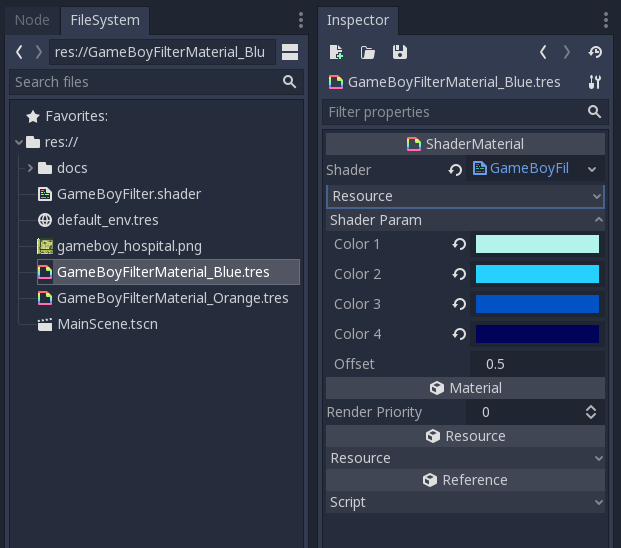 Node
FileSystem
res://GameBoyFilterMaterial_Blu
Search files
Favorites:
res://
docs
GameBoyFilter.shader
default_env.tres
gameboy_hospital.png
GameBoyFilterMaterial_Blue.tres
GameBoyFilterMaterial_Orange.tres
MainScene.tscn
Inspector
GameBoyFilterMaterial_Blue.tres
Filter properties
ShaderMaterial
Shader GameBoyFil
Resource
Shader Param
Color 1
Color 2
Color 3
Color 4
Offset 0.5
Material
Render Priority 0
Resource
Resource
Reference
Script